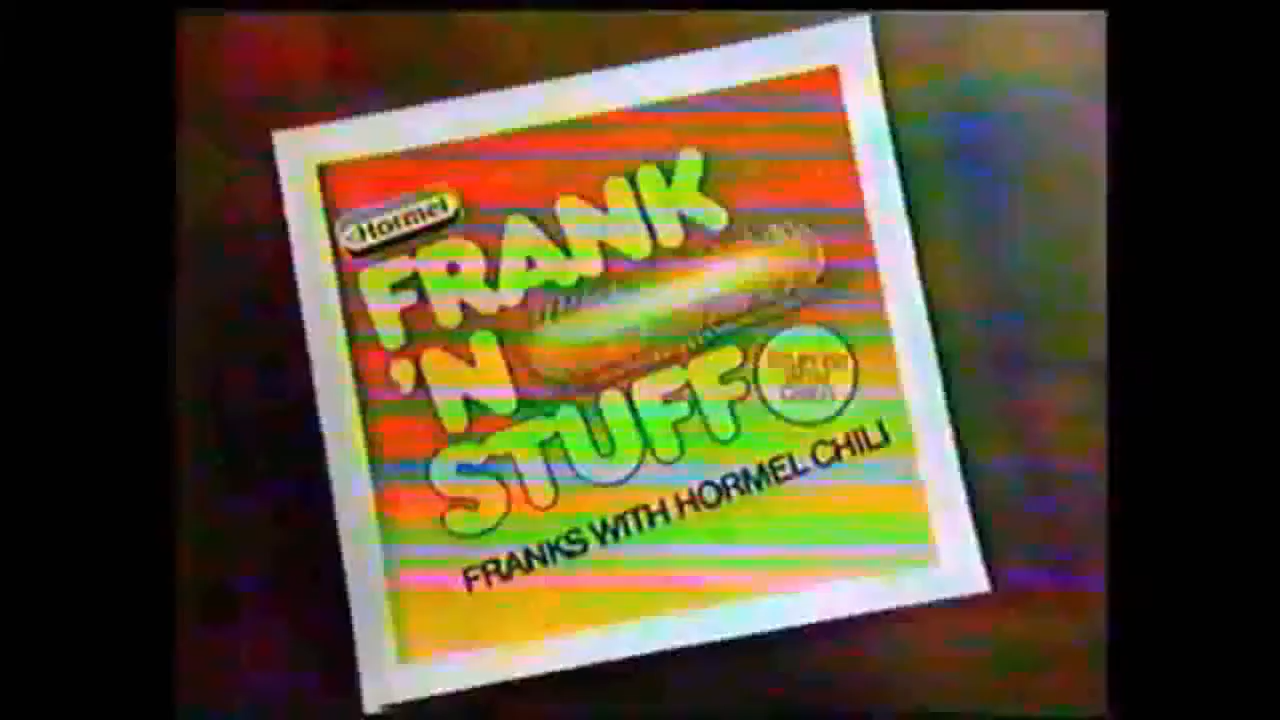 Hormel
FRANK
'N
STUFF
FRANKS WITH HORMEL CHILI